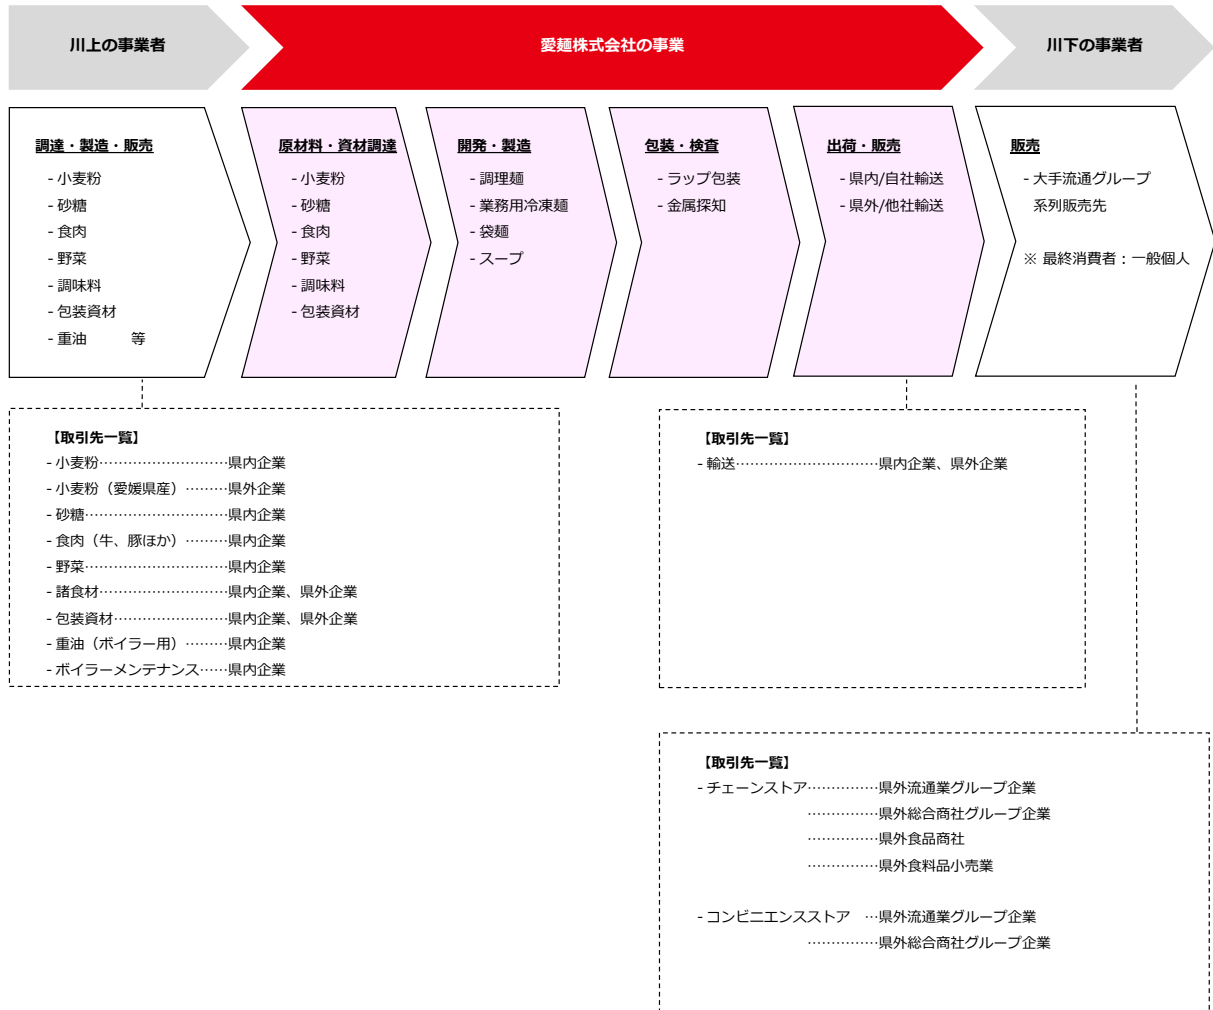 川上の事業者
愛麺株式会社の事業
川下の事業者
調達・製造・販売
- 小麦粉
- 砂糖
- 食肉
- 野菜
- 調味料
- 包装資材
- 重油　　　等
原材料・資材調達
- 小麦粉
- 砂糖
- 食肉
- 野菜
- 調味料
- 包装資材
開発・製造
- 調理麺
- 業務用冷凍麺
- 袋麺
- スープ
包装・検査
- ラップ包装
- 金属探知
出荷・販売
- 県内/自社輸送
- 県外/他社輸送
販売
- 大手流通グループ
系列販売先
※ 最終消費者：一般個人
【取引先一覧】
- 小麦粉………………………県内企業
- 小麦粉（愛媛県産）………県外企業
- 砂糖…………………………県内企業
- 食肉（牛、豚ほか）………県内企業
- 野菜…………………………県内企業
- 諸食材………………………県内企業、県外企業
- 包装資材……………………県内企業、県外企業
- 重油（ボイラー用）………県内企業
- ボイラーメンテナンス……県内企業
【取引先一覧】
- 輸送…………………………県内企業、県外企業
【取引先一覧】
- チェーンストア……………県外流通業グループ企業
……………県外総合商社グループ企業
……………県外食品商社
……………県外食料品小売業
- コンビニエンスストア　…県外流通業グループ企業
……………県外総合商社グループ企業